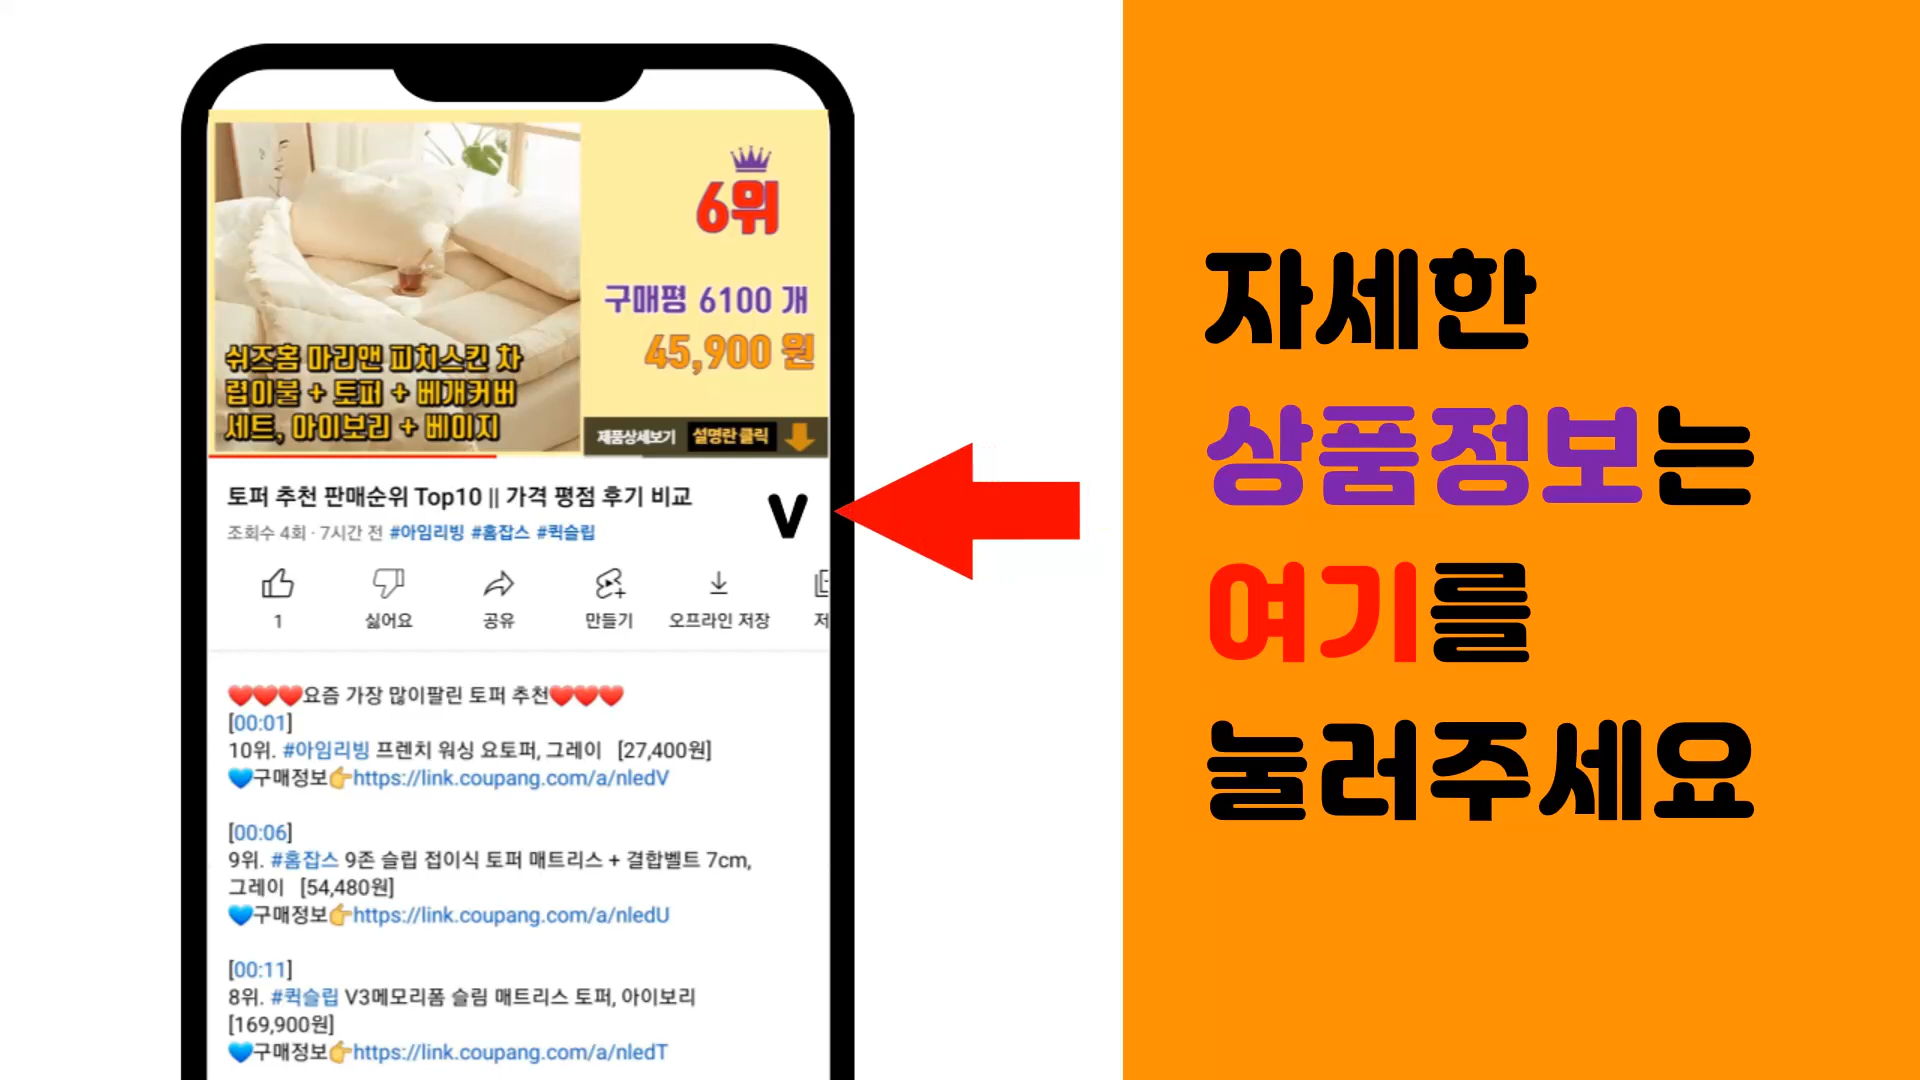 6위
구매평 6100 개
45,900 원
쉬즈홈 마리앤 피치스킨 차
렵이불 + 토퍼 + 베개커버
세트, 아이보리 + 베이지
제품상세보기 설명란 클릭
토퍼 추천 판매순위 Top10 || 가격 평점 후기 비교
V
조회수 4회 · 7시간 전 #아임리빙 #홈잡스 #퀵슬립
1 싫어요 공유 만들기 오프라인 저장 저
❤️❤️❤️요즘 가장 많이팔린 토퍼 추천❤️❤️❤️
[00:01]
10위. #아임리빙 프렌치 워싱 요토퍼, 그레이 [27,400원]
💙구매정보👉https://link.coupang.com/a/nledV
[00:06]
9위. #홈잡스 9존 슬립 접이식 토퍼 매트리스 + 결합벨트 7cm,
그레이 [54,480원]
💙구매정보👉https://link.coupang.com/a/nledU
[00:11]
8위. #퀵슬립 V3메모리폼 슬림 매트리스 토퍼, 아이보리
[169,900원]
💙구매정보👉https://link.coupang.com/a/nledT
자세한
상품정보는
여기를
눌러주세요